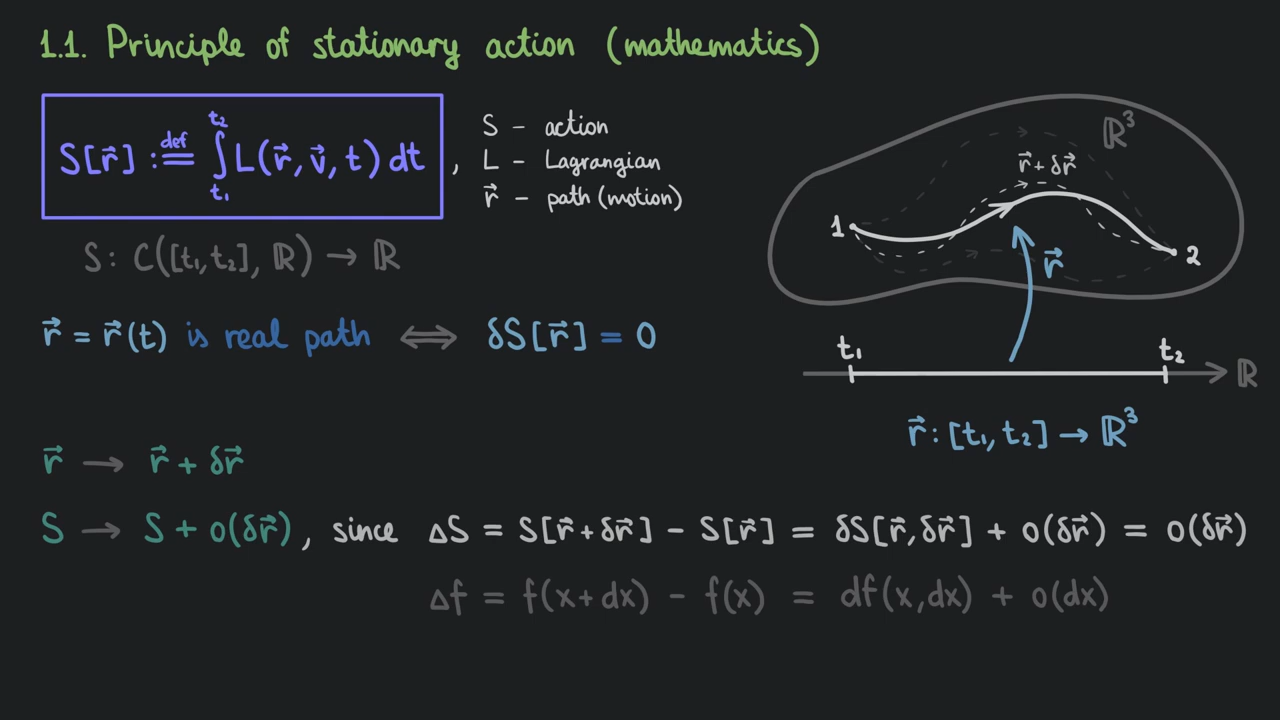 1.1. Principle of stationary action (mathematics)
S[r⃗] :≝ ∫_{t₁}^{t₂} L(r⃗, v⃗, t) dt ,
S – action
L – Lagrangian
r⃗ – path (motion)
S: C([t₁,t₂], ℝ) → ℝ
r⃗ = r⃗(t) is real path ⟺ δS[r⃗] = 0
r⃗ → r⃗ + δr⃗
S → S + o(δr⃗), since ΔS = S[r⃗+δr⃗] − S[r⃗] = δS[r⃗,δr⃗] + o(δr⃗) = o(δr⃗)
Δf = f(x+dx) − f(x) = df(x,dx) + o(dx)
ℝ³
r⃗ + δr⃗
1
2
r⃗
t₁
t₂
ℝ
r⃗ : [t₁, t₂] → ℝ³